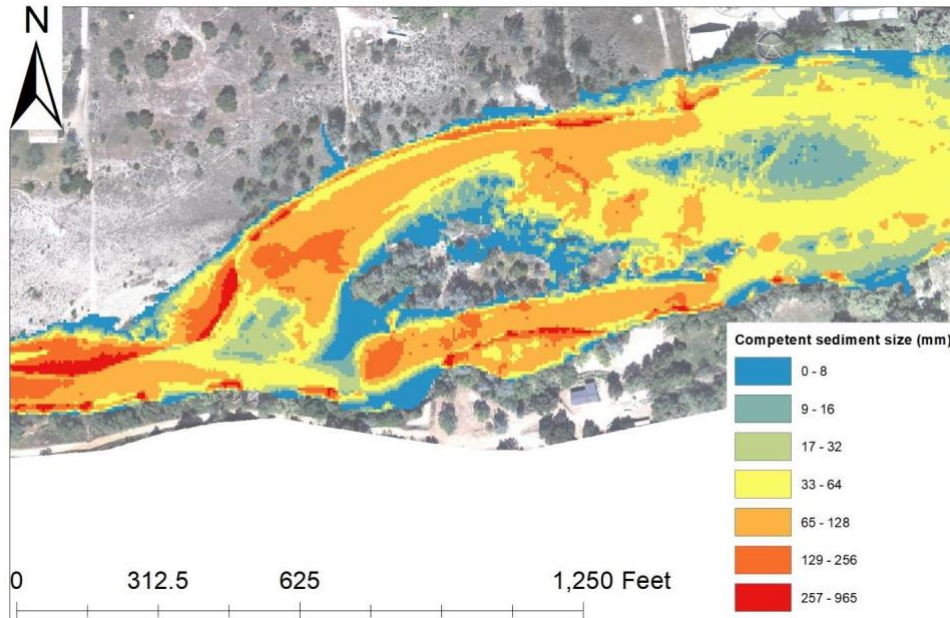 N
Competent sediment size (mm)
0 - 8
9 - 16
17 - 32
33 - 64
65 - 128
129 - 256
257 - 965
0 312.5 625 1,250 Feet